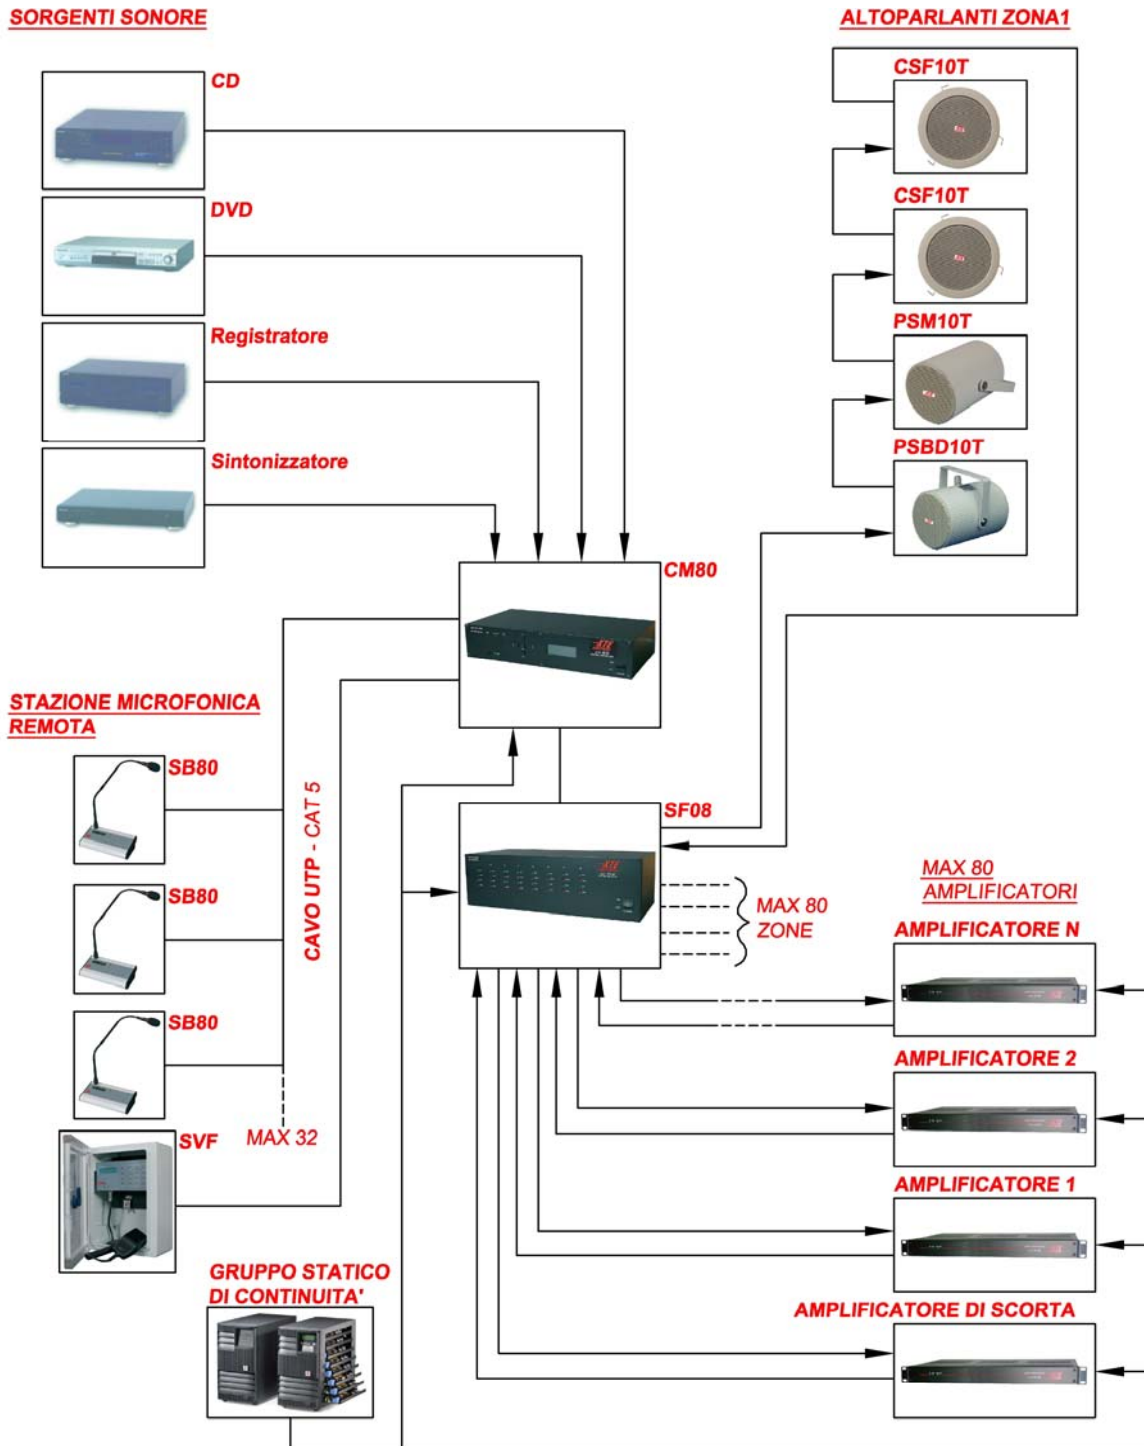 SORGENTI SONORE
ALTOPARLANTI ZONA1
CD
CSF10T
DVD
CSF10T
Registratore
PSM10T
Sintonizzatore
PSBD10T
CM80
STAZIONE MICROFONICA
REMOTA
SB80
SF08
CAVO UTP - CAT 5
SB80
MAX 80
ZONE
MAX 80
AMPLIFICATORI
AMPLIFICATORE N
SB80
AMPLIFICATORE 2
SVF
MAX 32
AMPLIFICATORE 1
GRUPPO STATICO
DI CONTINUITA'
AMPLIFICATORE DI SCORTA